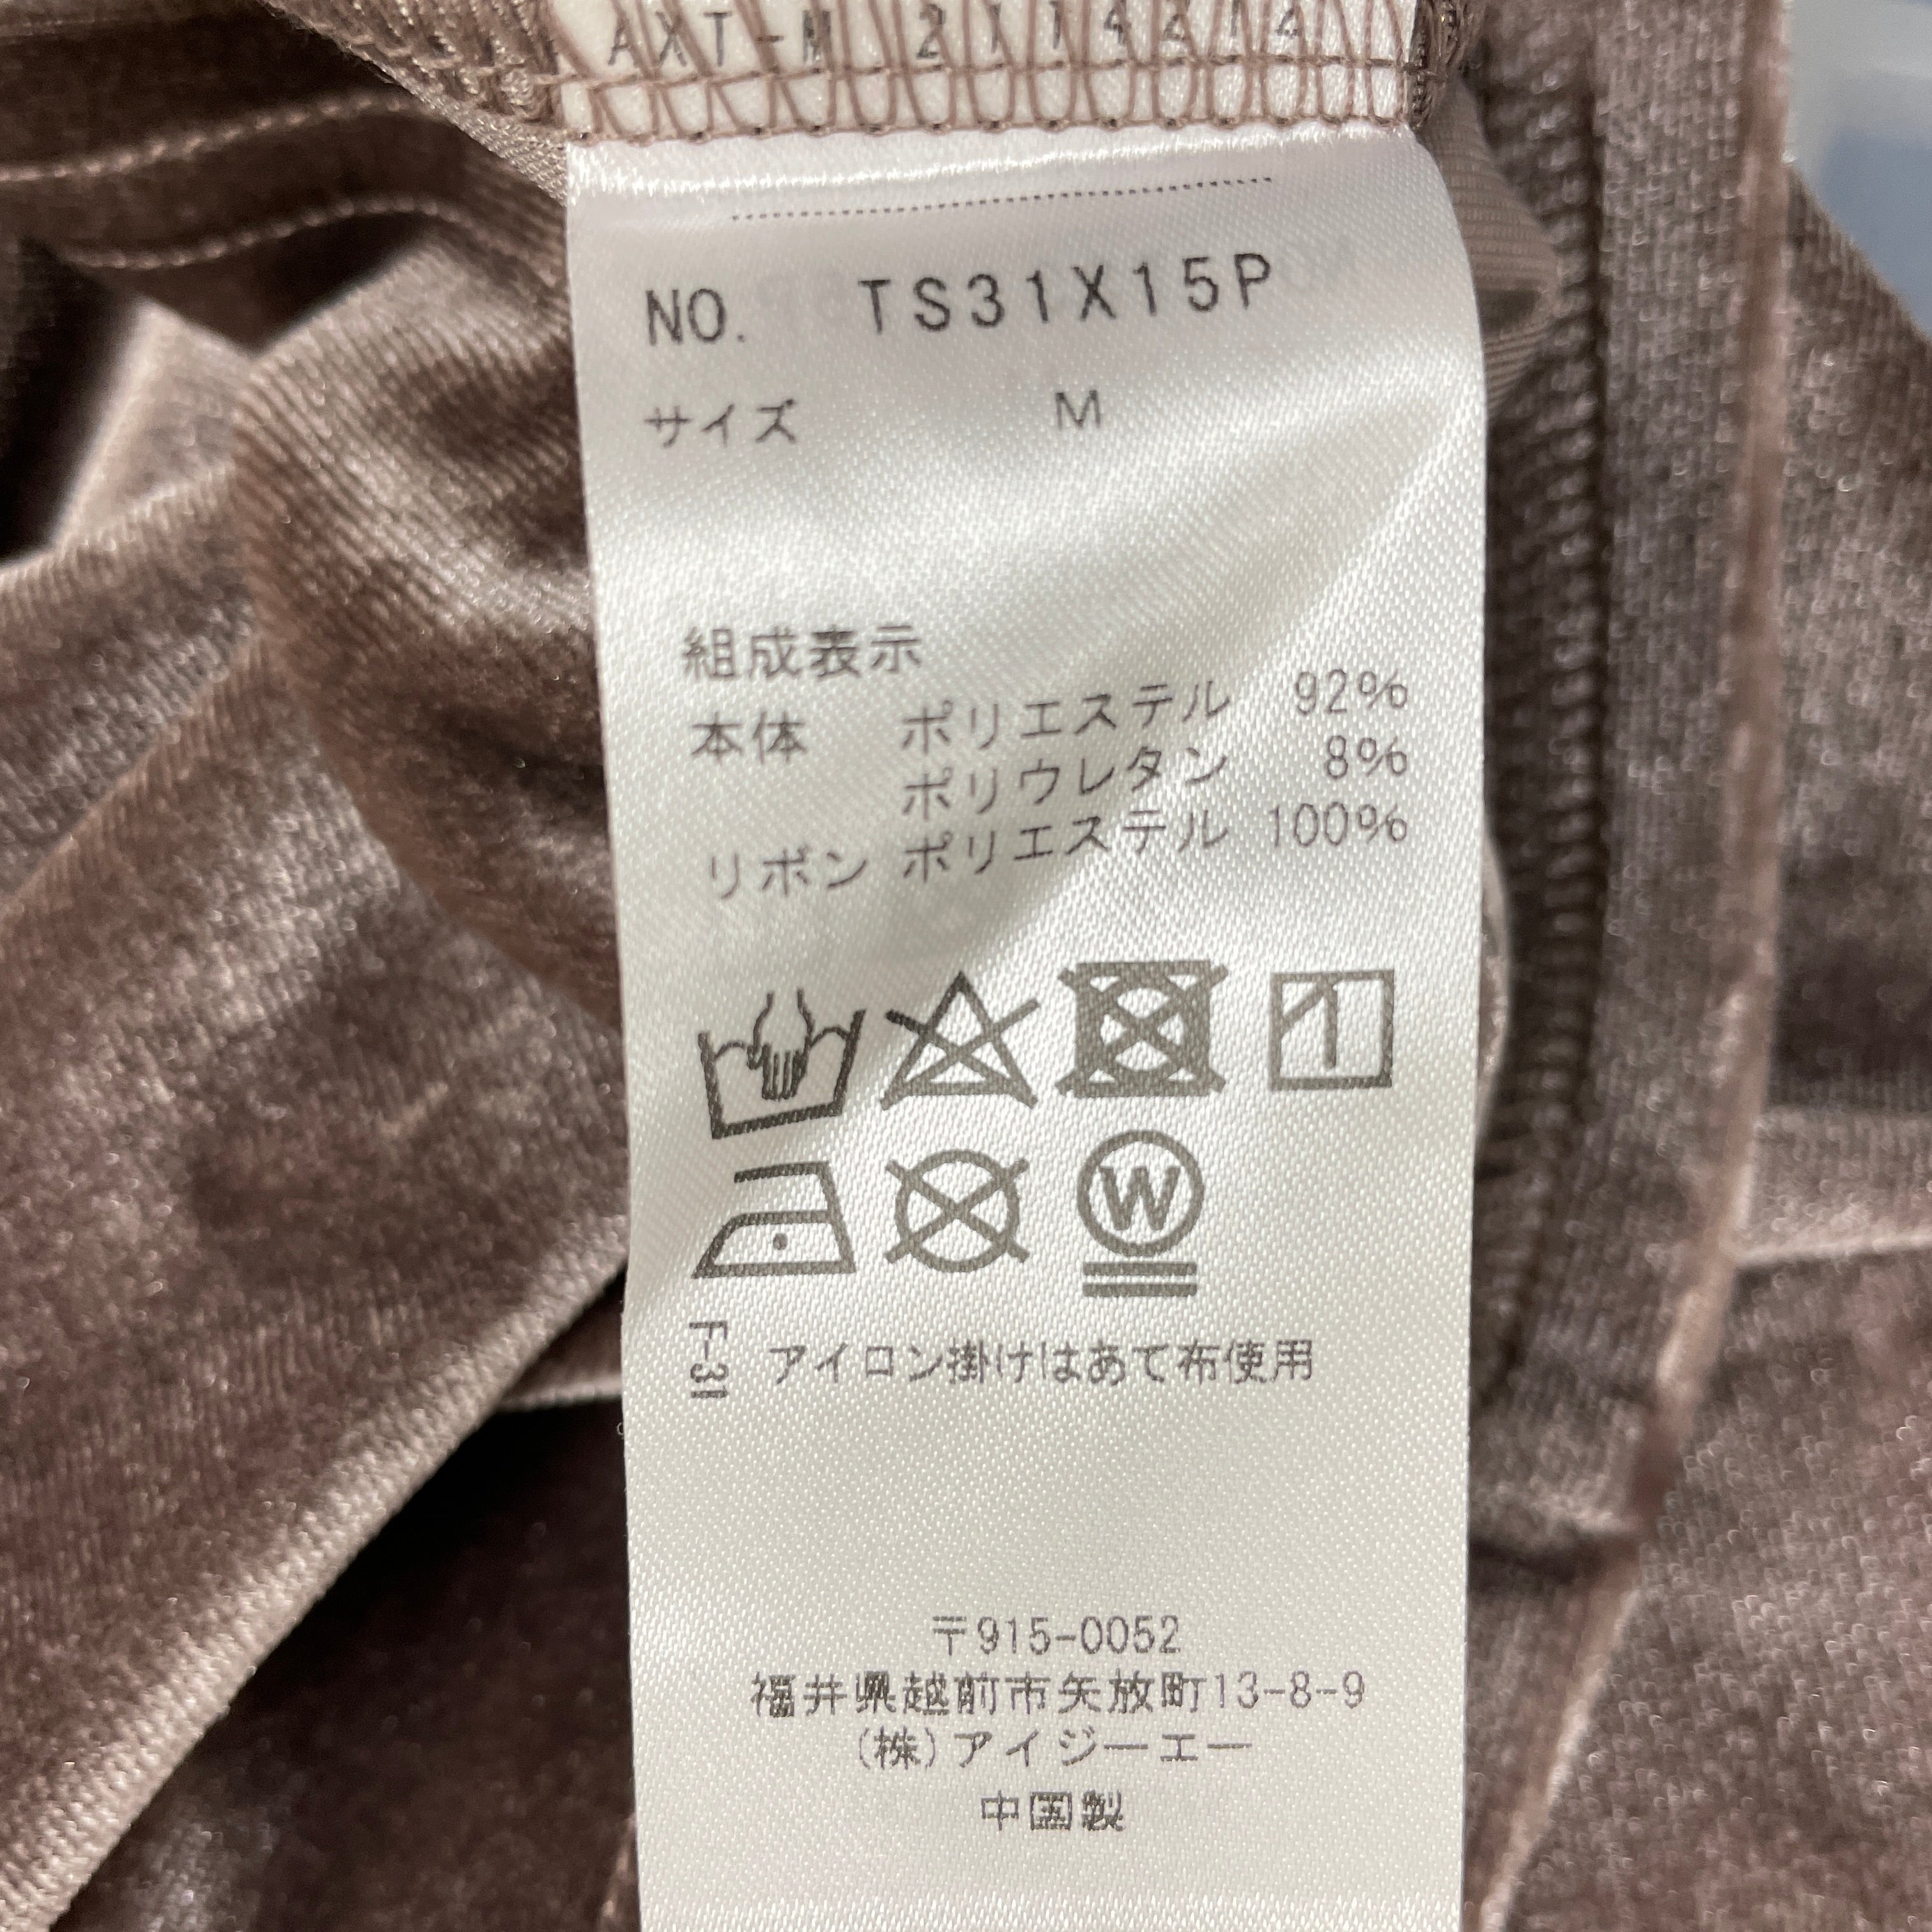 AXT-M 2114214
NO. TS31X15P
サイズ M
組成表示
本体 ポリエステル 92%
ポリウレタン 8%
リボン ポリエステル 100%
W
F-31 アイロン掛けはあて布使用
〒915-0052
福井県越前市矢放町13-8-9
(株)アイジーエー
中国製